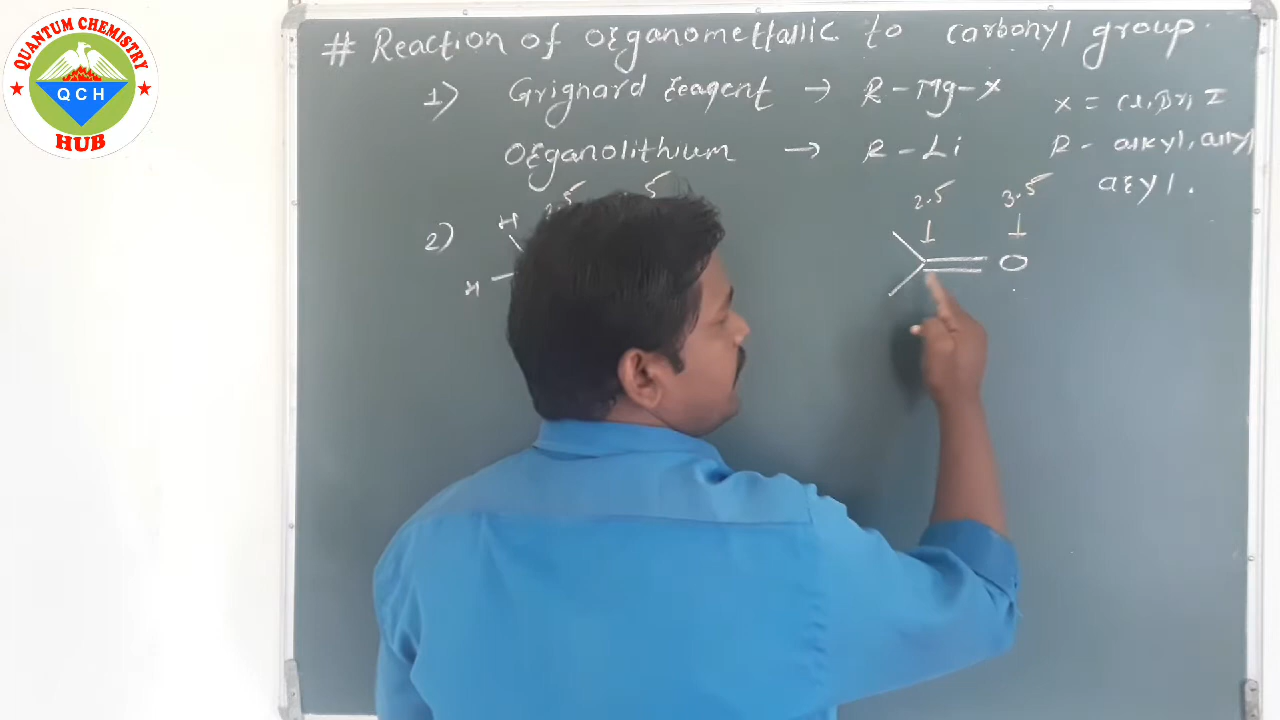 QUANTUM CHEMISTRY
QCH
HUB
# Reaction of organometallic to carbonyl group.
1) Grignard reagent → R-Mg-X
X = Cl, Br, I
Organolithium → R-Li
R - alkyl, allyl
aryl.
2) H
H
2.5 3.5
O